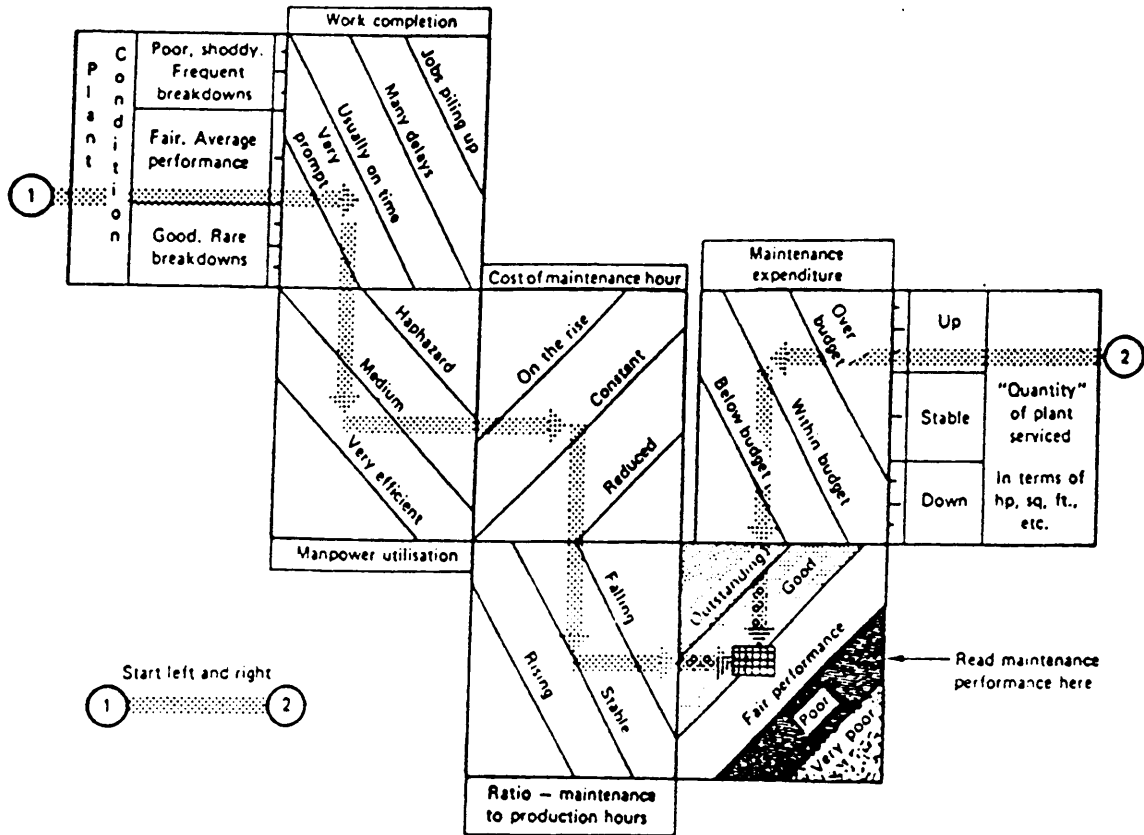 Work completion
Plant
Condition
Poor, shoddy.
Frequent
breakdowns
Fair. Average
performance
Good. Rare
breakdowns
1
Very
prompt
Usually on time
Many delays
Jobs piling up
Cost of maintenance hour
Maintenance
expenditure
Haphazard
Medium
Very efficient
On the rise
Constant
Reduced
Below budget
Within budget
Over
budget
Up
Stable
Down
"Quantity"
of plant
serviced
In terms of
hp, sq, ft.,
etc.
2
Manpower utilisation
Rising
Stable
Falling
Outstanding
Good
Fair performance
Poor
Very poor
Read maintenance
performance here
Start left and right
1
2
Ratio – maintenance
to production hours